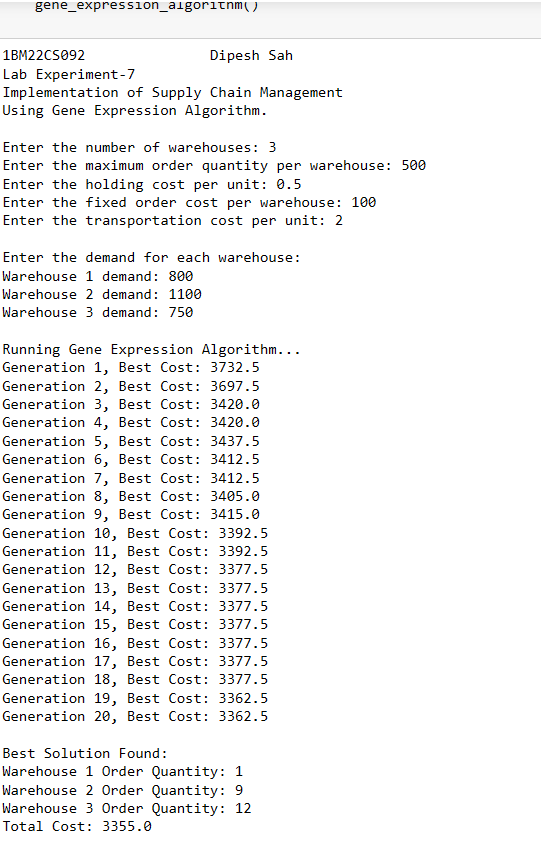 gene_expression_algorithm()
1BM22CS092 Dipesh Sah
Lab Experiment-7
Implementation of Supply Chain Management
Using Gene Expression Algorithm.
Enter the number of warehouses: 3
Enter the maximum order quantity per warehouse: 500
Enter the holding cost per unit: 0.5
Enter the fixed order cost per warehouse: 100
Enter the transportation cost per unit: 2
Enter the demand for each warehouse:
Warehouse 1 demand: 800
Warehouse 2 demand: 1100
Warehouse 3 demand: 750
Running Gene Expression Algorithm...
Generation 1, Best Cost: 3732.5
Generation 2, Best Cost: 3697.5
Generation 3, Best Cost: 3420.0
Generation 4, Best Cost: 3420.0
Generation 5, Best Cost: 3437.5
Generation 6, Best Cost: 3412.5
Generation 7, Best Cost: 3412.5
Generation 8, Best Cost: 3405.0
Generation 9, Best Cost: 3415.0
Generation 10, Best Cost: 3392.5
Generation 11, Best Cost: 3392.5
Generation 12, Best Cost: 3377.5
Generation 13, Best Cost: 3377.5
Generation 14, Best Cost: 3377.5
Generation 15, Best Cost: 3377.5
Generation 16, Best Cost: 3377.5
Generation 17, Best Cost: 3377.5
Generation 18, Best Cost: 3377.5
Generation 19, Best Cost: 3362.5
Generation 20, Best Cost: 3362.5
Best Solution Found:
Warehouse 1 Order Quantity: 1
Warehouse 2 Order Quantity: 9
Warehouse 3 Order Quantity: 12
Total Cost: 3355.0